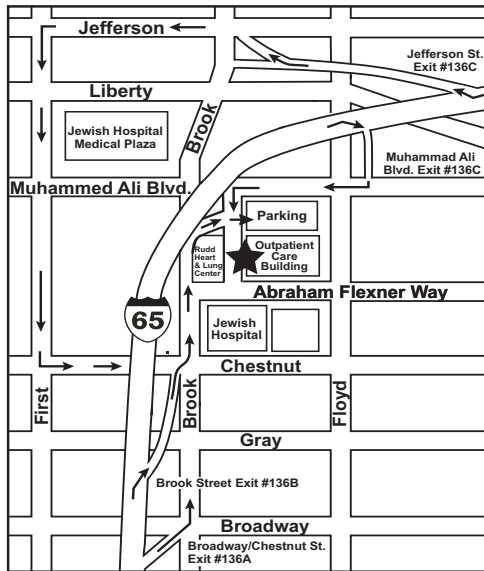 Jefferson
Jefferson St.
Exit #136C
Liberty
Brook
Jewish Hospital
Medical Plaza
Muhammad Ali
Blvd. Exit #136C
Muhammed Ali Blvd.
Parking
Rudd
Heart
& Lung
Center
Outpatient
Care
Building
Abraham Flexner Way
65
Jewish
Hospital
Chestnut
First
Brook
Floyd
Gray
Brook Street Exit #136B
Broadway
Broadway/Chestnut St.
Exit #136A